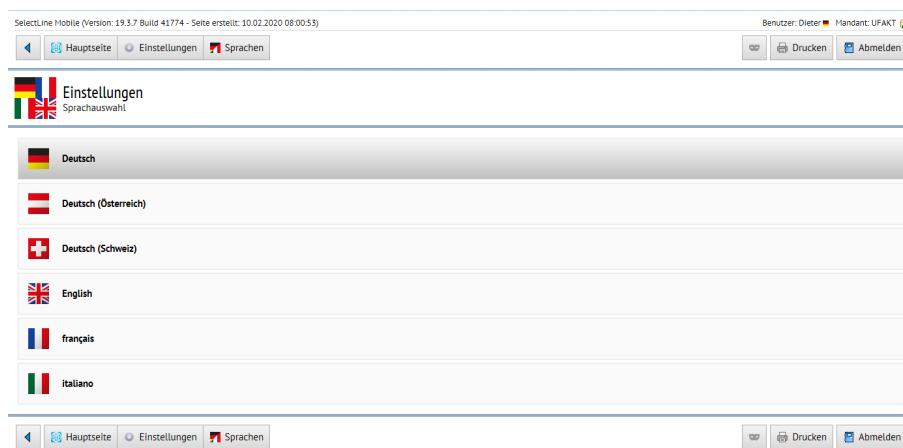 SelectLine Mobile (Version: 19.3.7 Build 41774 - Seite erstellt: 10.02.2020 08:00:53) Benutzer: Dieter Mandant: UFAKT
Hauptseite Einstellungen Sprachen Drucken Abmelden
Einstellungen
Sprachauswahl
Deutsch
Deutsch (Österreich)
Deutsch (Schweiz)
English
français
italiano
Hauptseite Einstellungen Sprachen Drucken Abmelden